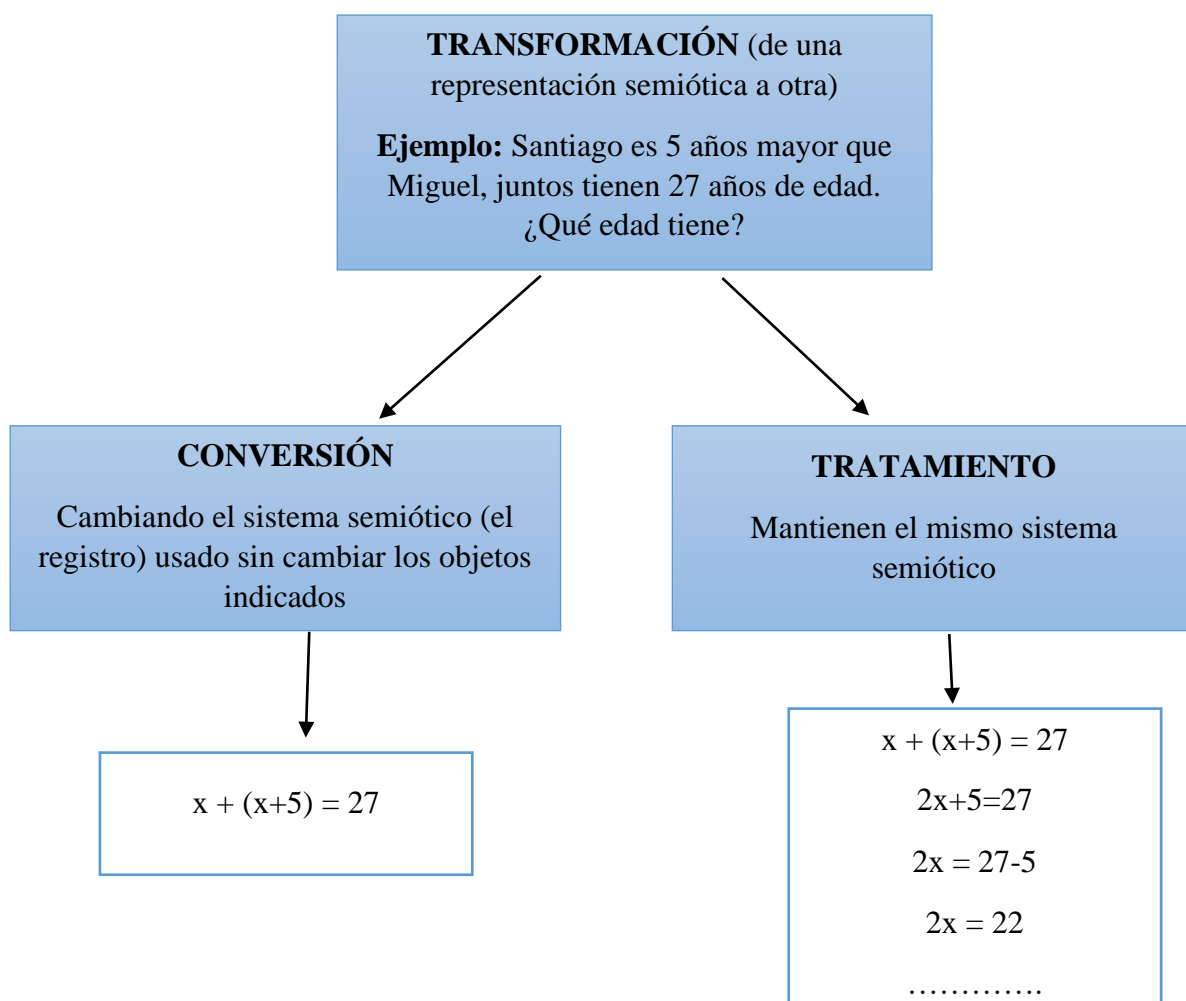 TRANSFORMACIÓN (de una
representación semiótica a otra)
Ejemplo: Santiago es 5 años mayor que
Miguel, juntos tienen 27 años de edad.
¿Qué edad tiene?
CONVERSIÓN
Cambiando el sistema semiótico (el
registro) usado sin cambiar los objetos
indicados
TRATAMIENTO
Mantienen el mismo sistema
semiótico
x + (x+5) = 27
x + (x+5) = 27
2x+5=27
2x = 27-5
2x = 22
………….